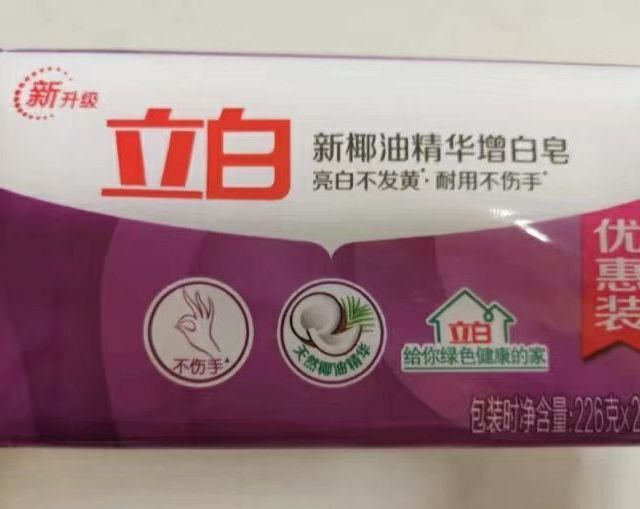 新升级
立白
新椰油精华增白皂
亮白不发黄*·耐用不伤手*
优惠装
不伤手▲
天然椰油精华
立白
给你绿色健康的家
包装时净含量:226克×2